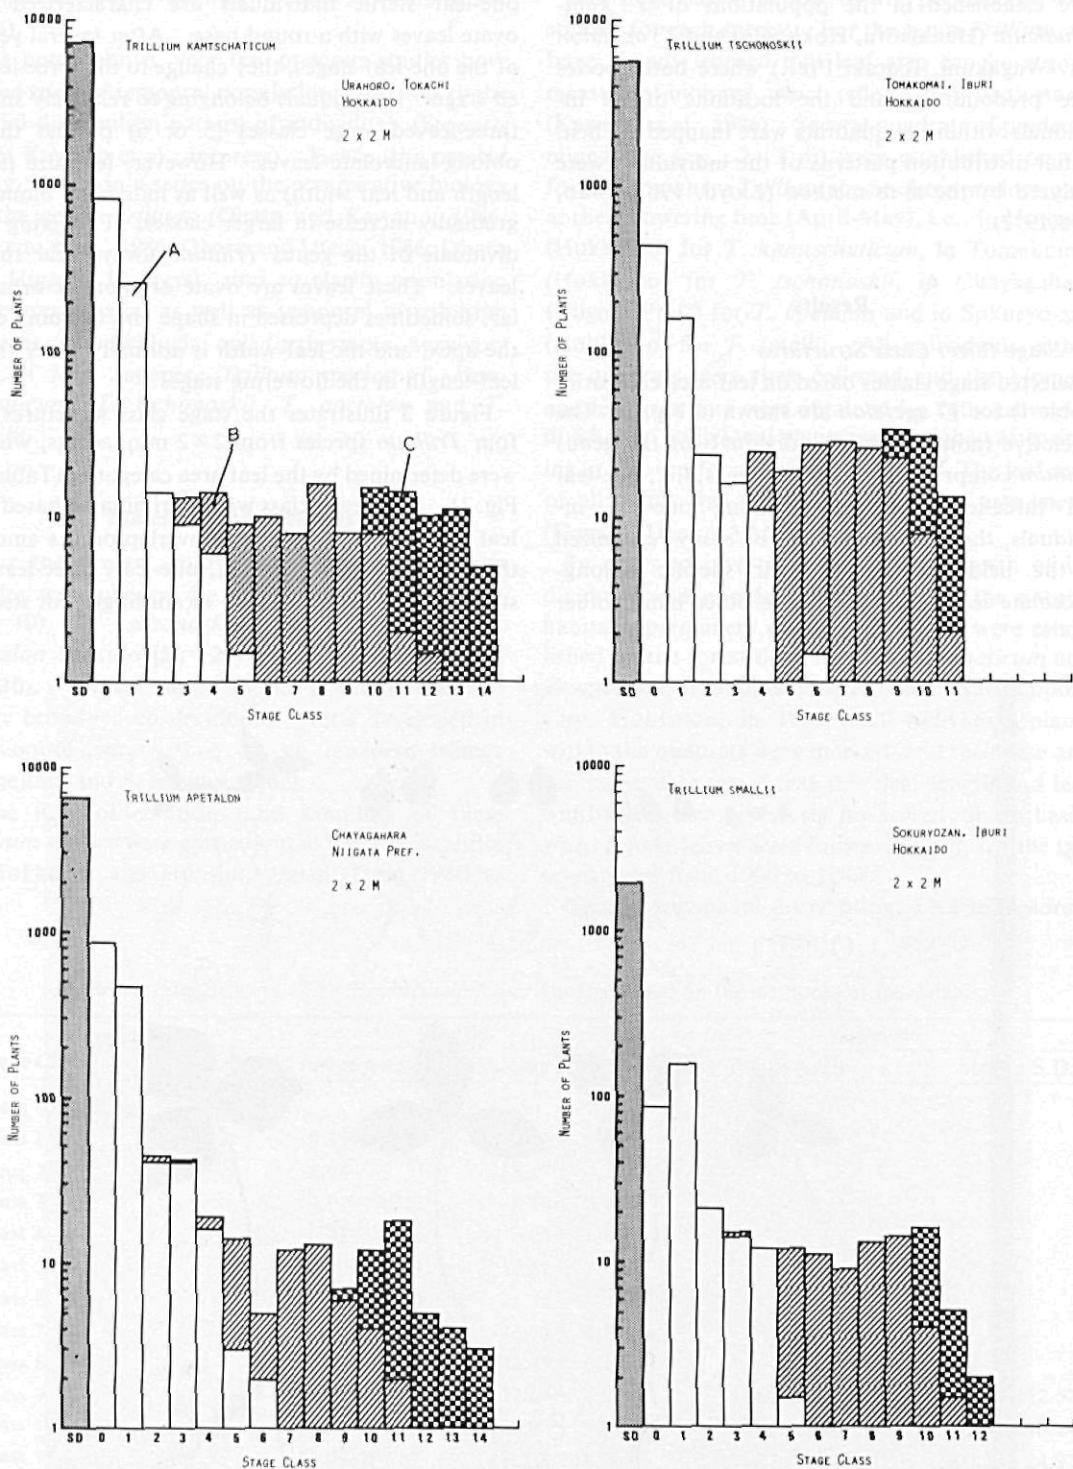 TRILLIUM KAMTSCHATICUM
URAHORO, TOKACHI
HOKKAIDO
2 x 2 M
A
B
C
NUMBER OF PLANTS
10000
1000
100
10
1
SD 0 1 2 3 4 5 6 7 8 9 10 11 12 13 14
STAGE CLASS
TRILLIUM TSCHONOSKII
TOMAKOMAI, IBURI
HOKKAIDO
2 x 2 M
NUMBER OF PLANTS
10000
1000
100
10
1
SD 0 1 2 3 4 5 6 7 8 9 10 11
STAGE CLASS
TRILLIUM APETALON
CHAYAGAHARA
NIIGATA PREF.
2 x 2 M
NUMBER OF PLANTS
10000
1000
100
10
1
SD 0 1 2 3 4 5 6 7 8 9 10 11 12 13 14
STAGE CLASS
TRILLIUM SMALLII
SOKURYOZAN, IBURI
HOKKAIDO
2 x 2 M
NUMBER OF PLANTS
10000
1000
100
10
1
SD 0 1 2 3 4 5 6 7 8 9 10 11 12
STAGE CLASS